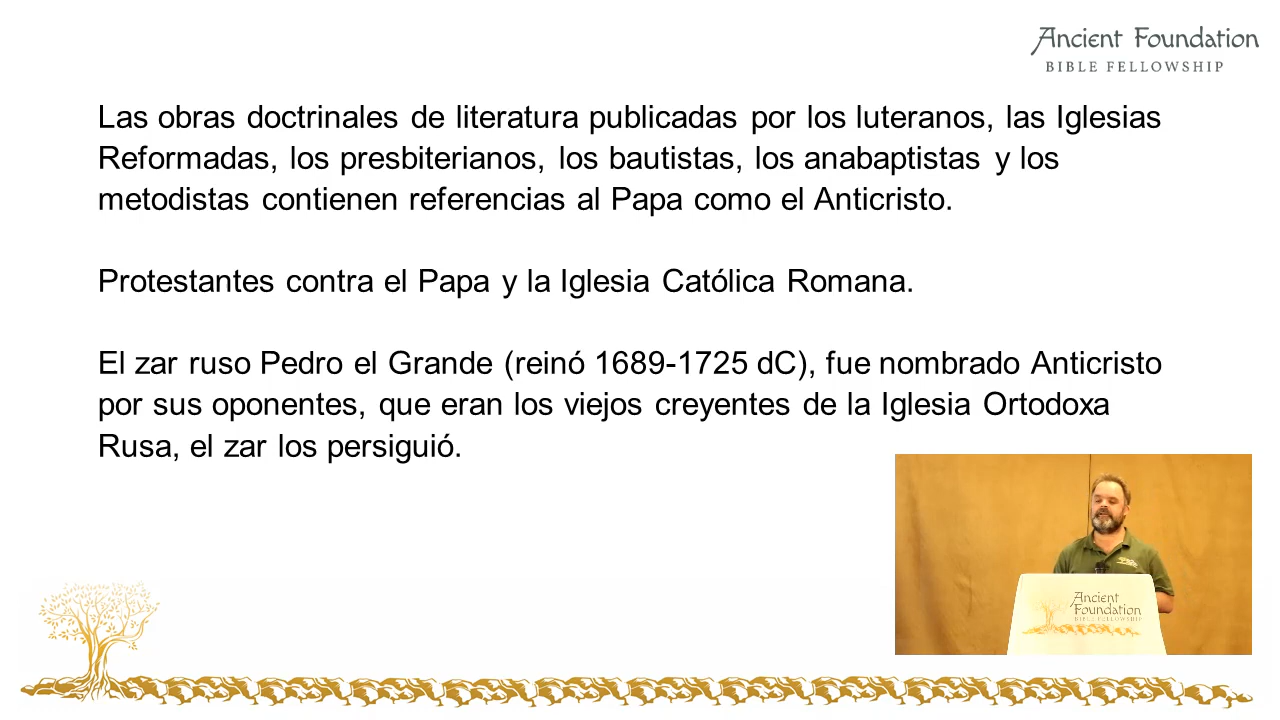 Ancient Foundation
BIBLE FELLOWSHIP
Las obras doctrinales de literatura publicadas por los luteranos, las Iglesias
Reformadas, los presbiterianos, los bautistas, los anabaptistas y los
metodistas contienen referencias al Papa como el Anticristo.
Protestantes contra el Papa y la Iglesia Católica Romana.
El zar ruso Pedro el Grande (reinó 1689-1725 dC), fue nombrado Anticristo
por sus oponentes, que eran los viejos creyentes de la Iglesia Ortodoxa
Rusa, el zar los persiguió.
Ancient
Foundation
BIBLE FELLOWSHIP